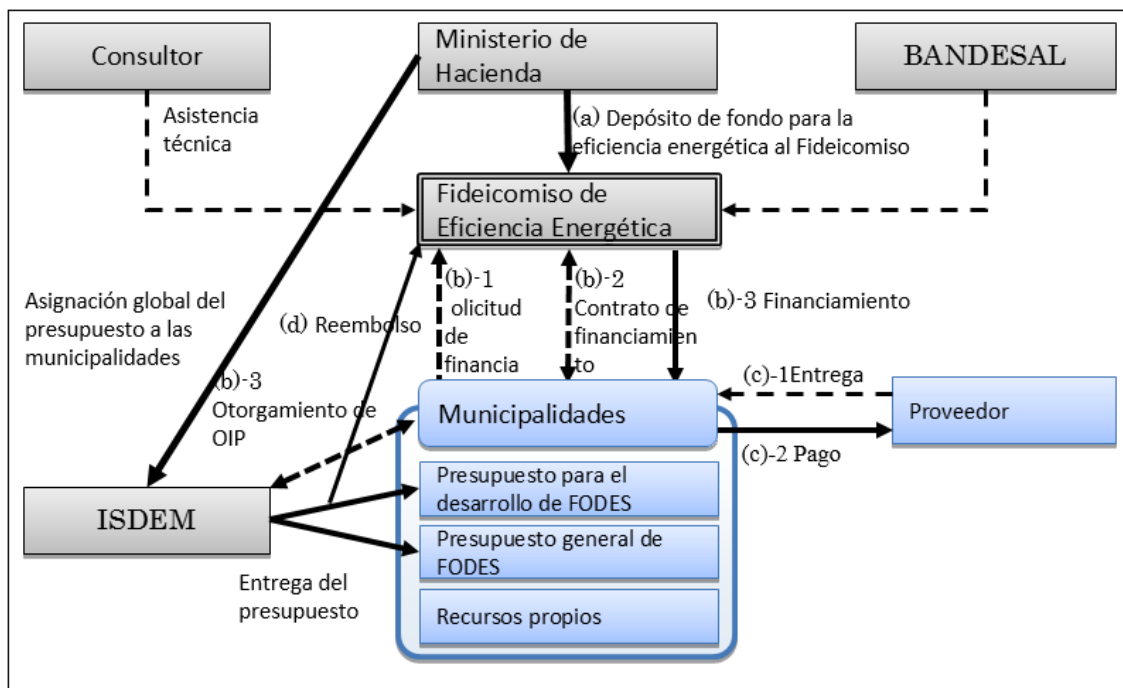 Consultor
Ministerio de
Hacienda
BANDESAL
Asistencia
técnica
(a) Depósito de fondo para la
eficiencia energética al Fideicomiso
Fideicomiso de
Eficiencia Energética
Asignación global del
presupuesto a las
municipalidades
(d) Reembolso
(b)-1
olicitud
de
financia
(b)-2
Contrato de
financiamien
to
(b)-3 Financiamiento
(b)-3
Otorgamiento de
OIP
Municipalidades
(c)-1Entrega
Proveedor
(c)-2 Pago
ISDEM
Presupuesto para el
desarrollo de FODES
Presupuesto general de
FODES
Entrega del
presupuesto
Recursos propios